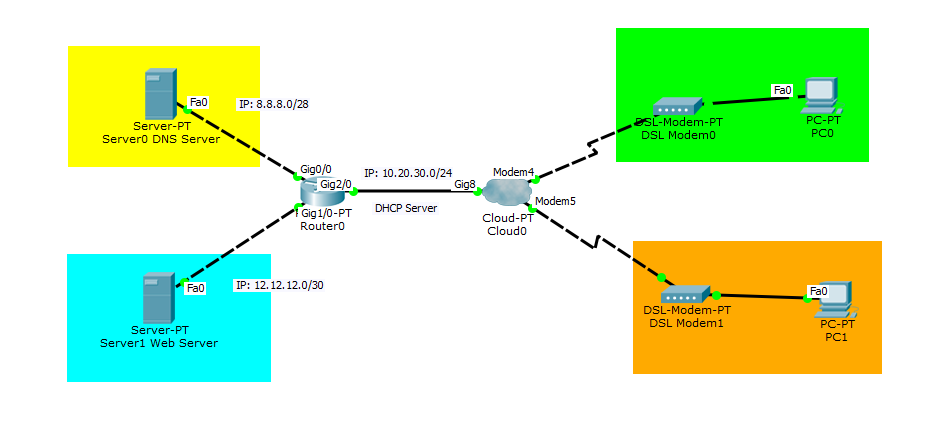 Fa0
IP: 8.8.8.0/28
Server-PT
Server0 DNS Server
Gig0/0
Gig2/0
Gig1/0-PT
Router0
IP: 10.20.30.0/24
Gig8
DHCP Server
Modem4
Modem5
Cloud-PT
Cloud0
DSL-Modem-PT
DSL Modem0
Fa0
PC-PT
PC0
Fa0
IP: 12.12.12.0/30
Server-PT
Server1 Web Server
DSL-Modem-PT
DSL Modem1
Fa0
PC-PT
PC1